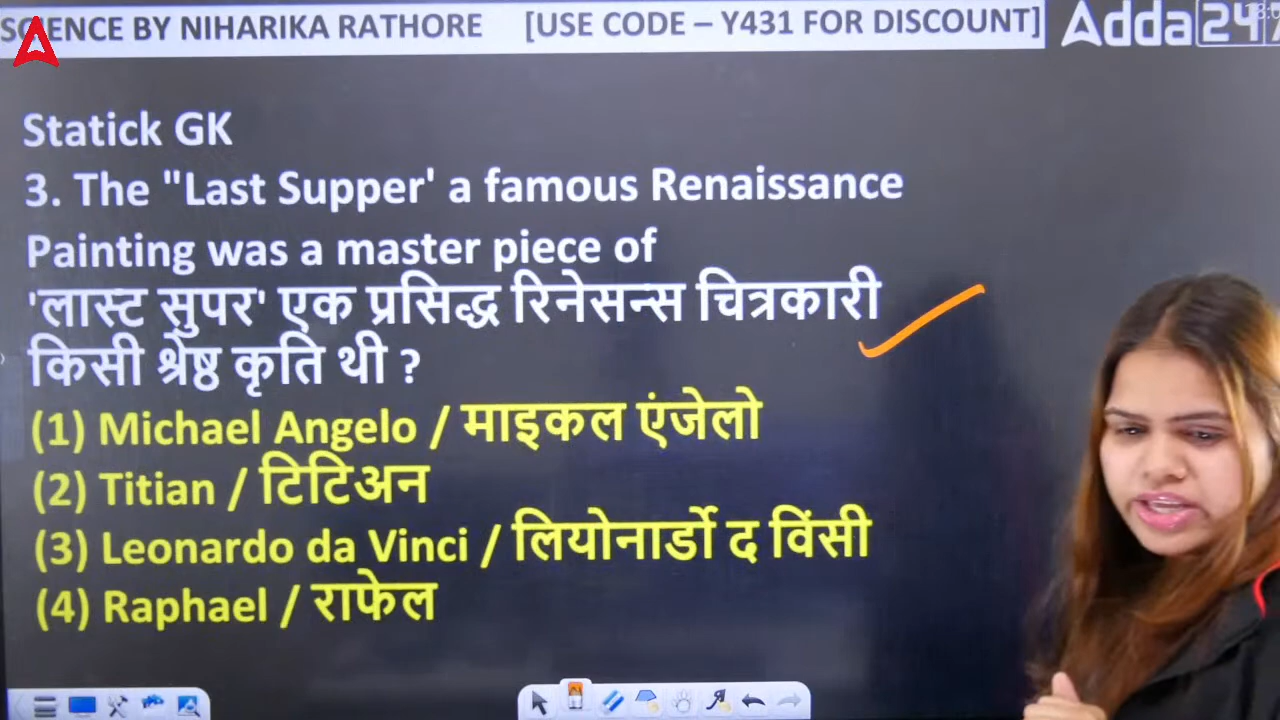 SCIENCE BY NIHARIKA RATHORE [USE CODE – Y431 FOR DISCOUNT] Adda247
Statick GK
3. The "Last Supper' a famous Renaissance
Painting was a master piece of
'लास्ट सुपर' एक प्रसिद्ध रिनेसन्स चित्रकारी
किसी श्रेष्ठ कृति थी ?
(1) Michael Angelo / माइकल एंजेलो
(2) Titian / टिटिअन
(3) Leonardo da Vinci / लियोनार्डो द विंसी
(4) Raphael / राफेल